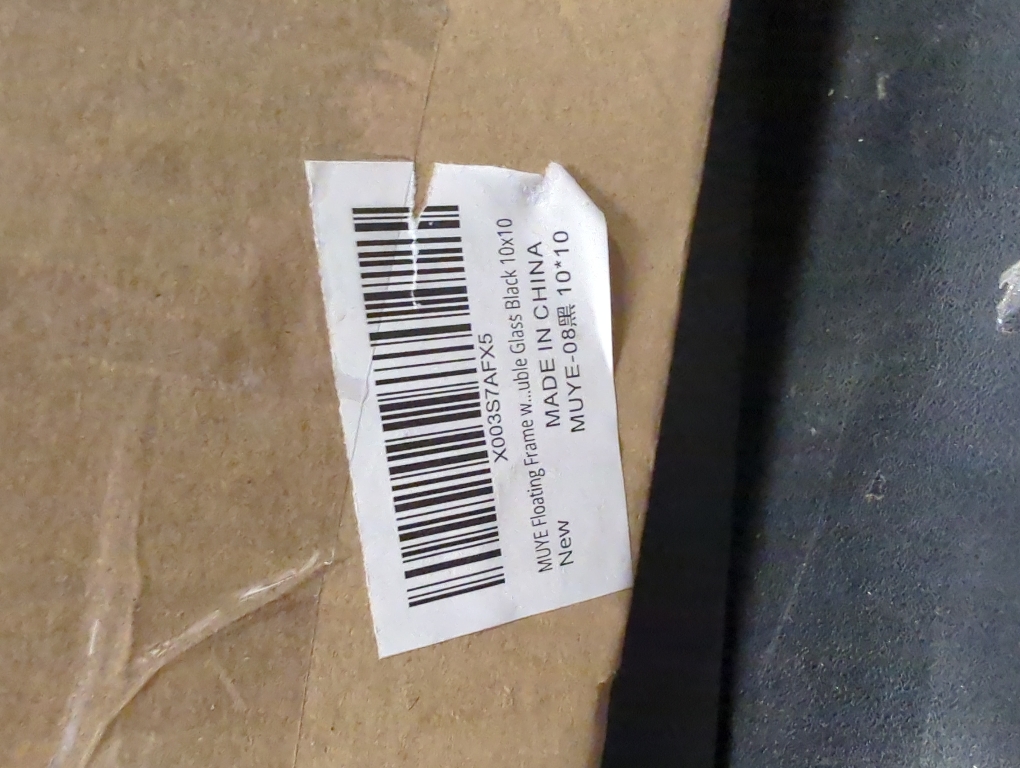 X003S7AFX5
MUYE Floating Frame w...uble Glass Black 10x10
New
MADE IN CHINA
MUYE-08黑 10*10